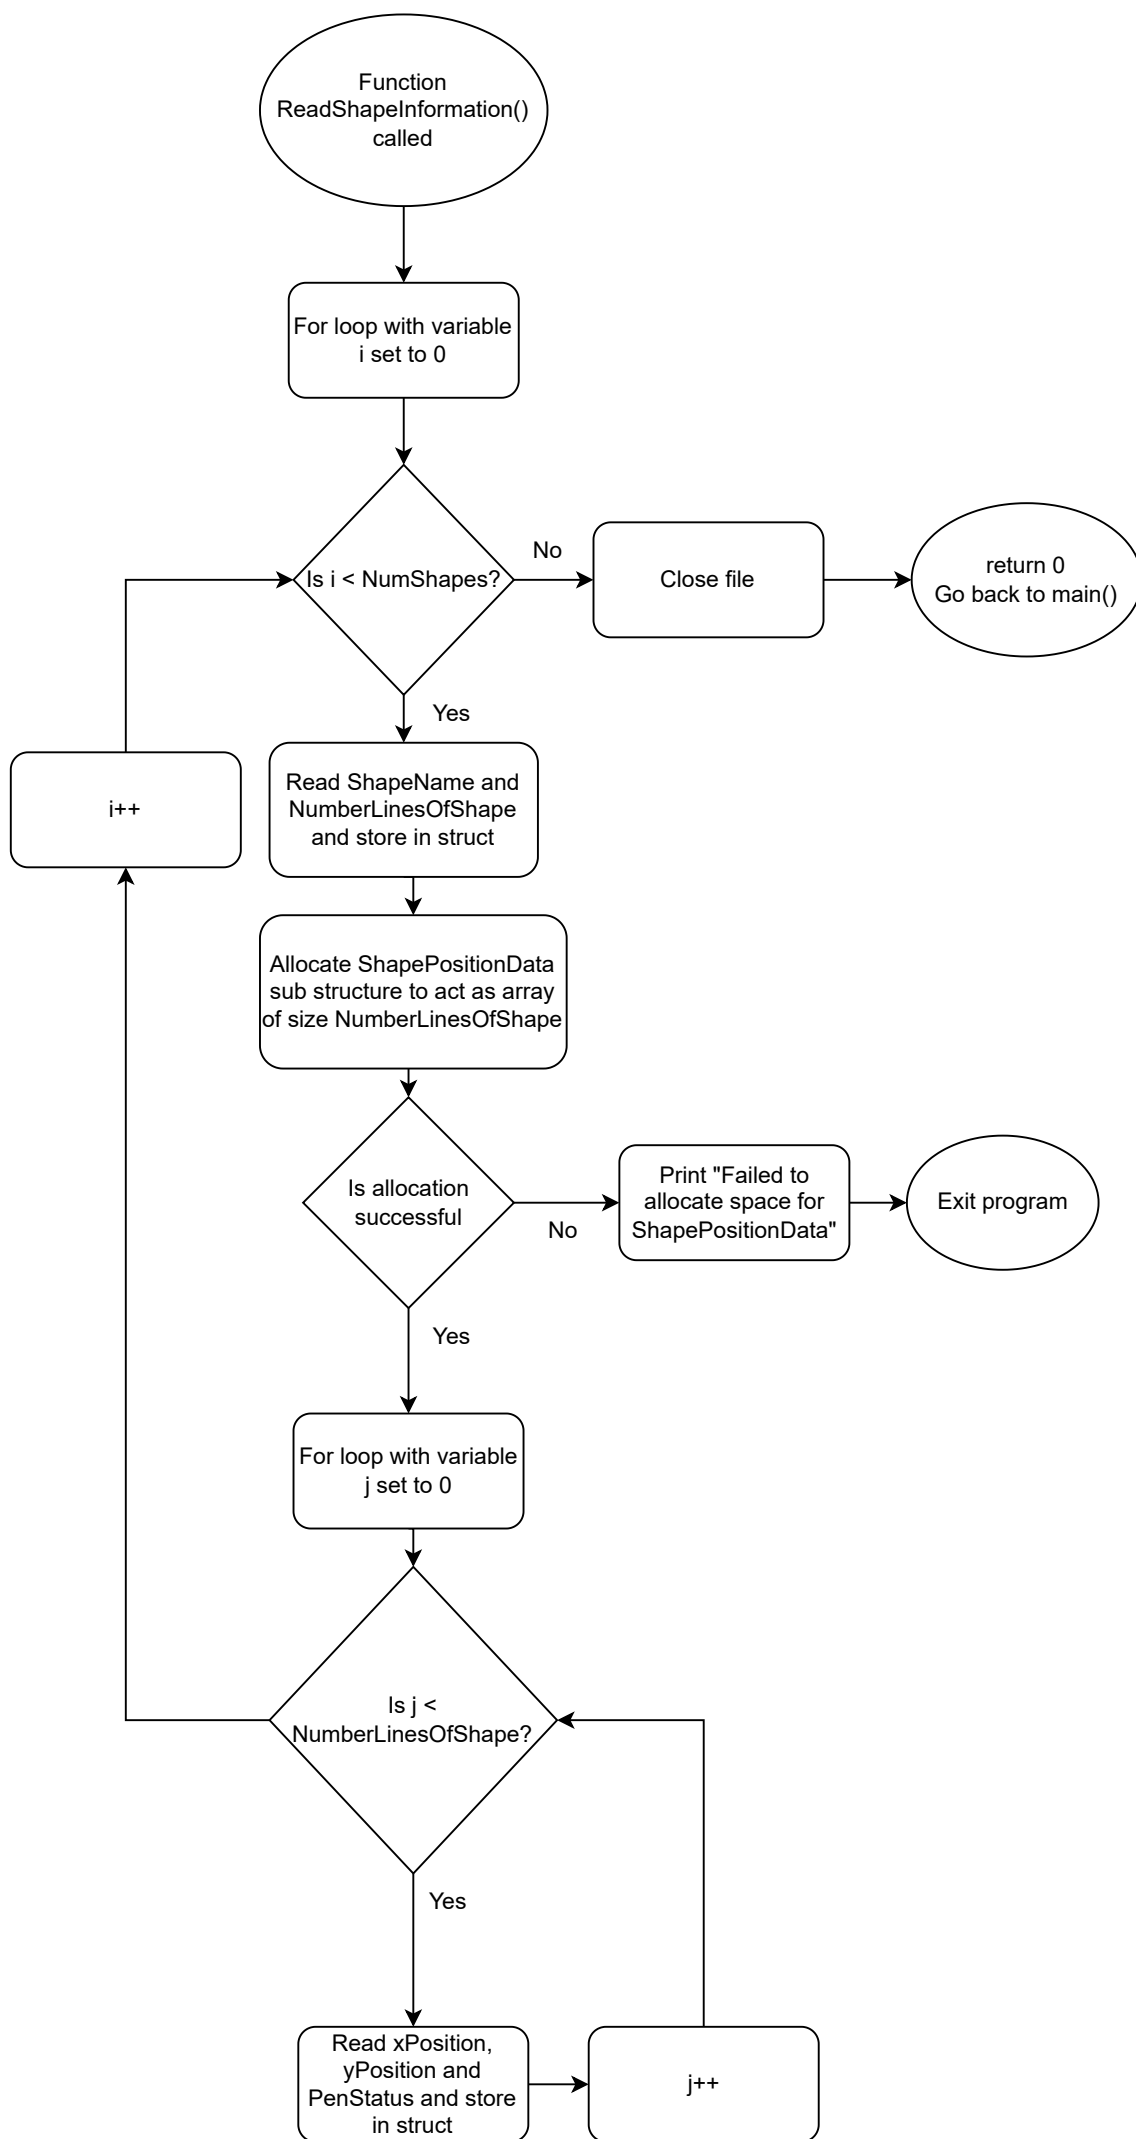 Function
ReadShapeInformation()
called
For loop with variable
i set to 0
Is i < NumShapes?
No
Close file
return 0
Go back to main()
Yes
i++
Read ShapeName and
NumberLinesOfShape
and store in struct
Allocate ShapePositionData
sub structure to act as array
of size NumberLinesOfShape
Is allocation
successful
No
Print "Failed to
allocate space for
ShapePositionData"
Exit program
Yes
For loop with variable
j set to 0
Is j <
NumberLinesOfShape?
Yes
Read xPosition,
yPosition and
PenStatus and store
in struct
j++